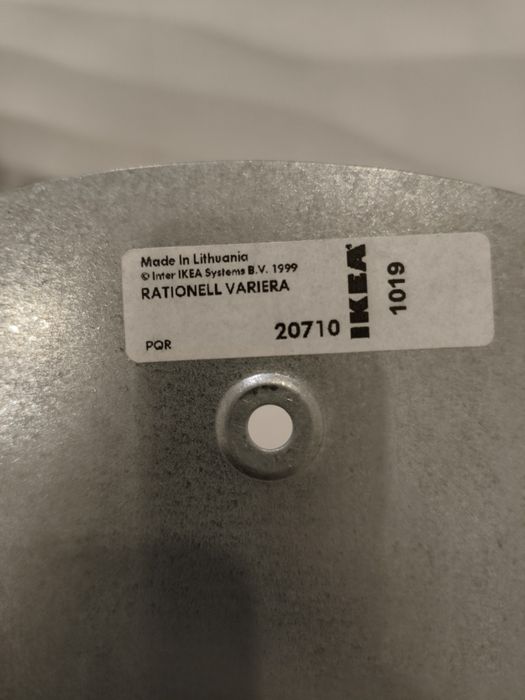 Made In Lithuania
© Inter IKEA Systems B.V. 1999
RATIONELL VARIERA
PQR
20710
IKEA
1019